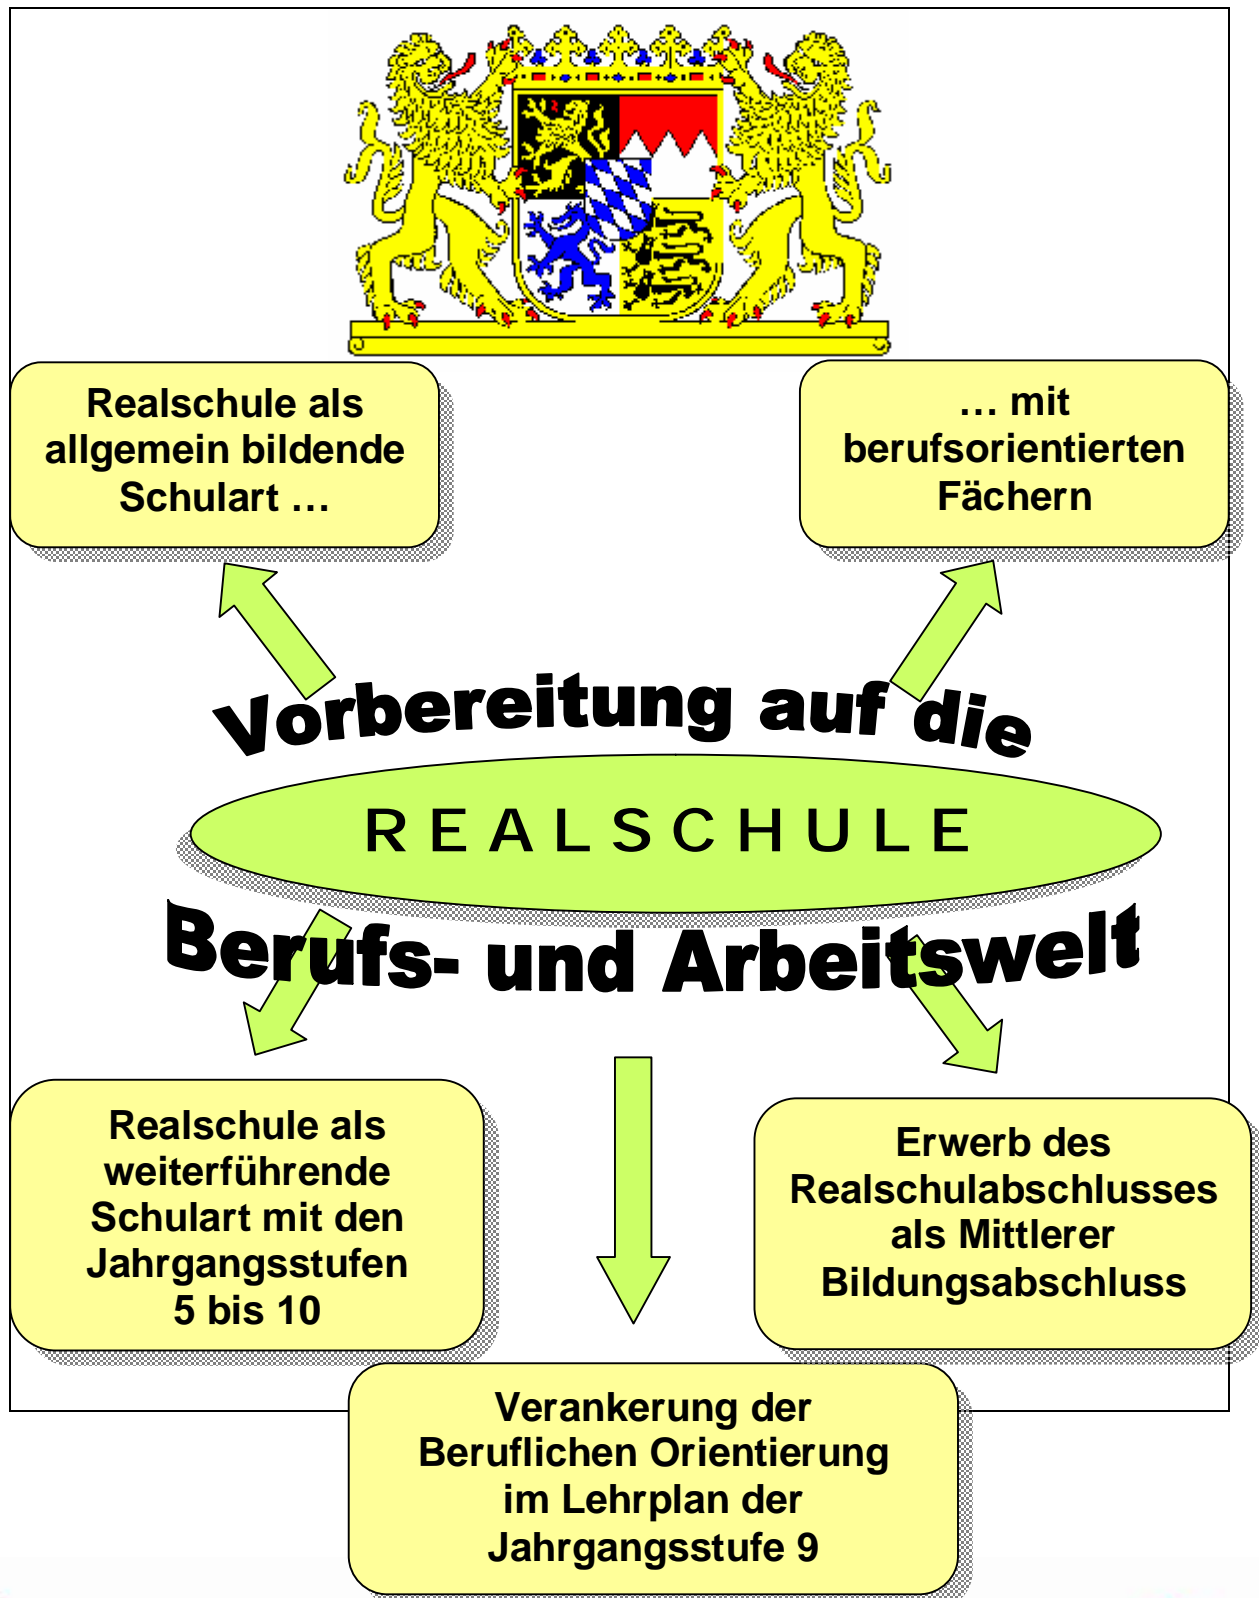 Realschule als
allgemein bildende
Schulart …
… mit
berufsorientierten
Fächern
Vorbereitung auf die
REALSCHULE
Berufs- und Arbeitswelt
Realschule als
weiterführende
Schulart mit den
Jahrgangsstufen
5 bis 10
Erwerb des
Realschulabschlusses
als Mittlerer
Bildungsabschluss
Verankerung der
Beruflichen Orientierung
im Lehrplan der
Jahrgangsstufe 9